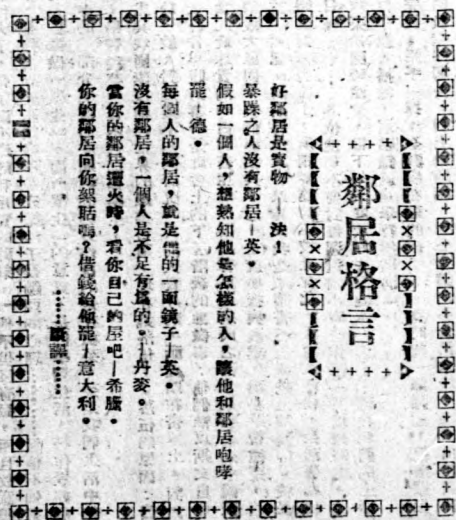 鄰居格言
好鄰居是寶物—決!
暴躁之人沒有鄰居—英。
假如一個人,想熟知他是怎樣的人,讓他和鄰居咆哮
罷—德。
每個人的鄰居,就是他的一面鏡子—英。
沒有鄰居,一個人是不足有為的。—丹麥。
當你的鄰居遭火時,看你自己的屋吧—希臘。
你的鄰居向你絮聒嗎?借錢給他罷—意大利。